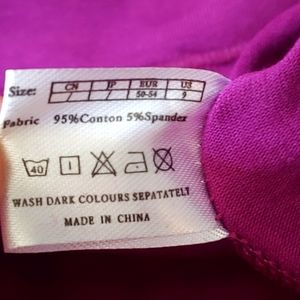 Size: CN JP EUR US
/ / 50-54 9
Fabric 95%Conton 5%Spandex
40
WASH DARK COLOURS SEPATATELY
MADE IN CHINA